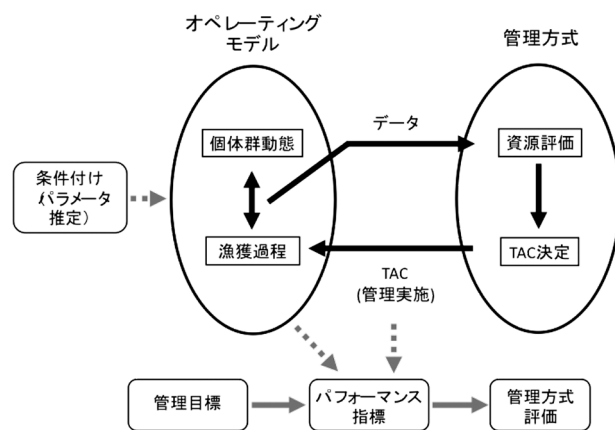 オペレーティング
モデル
管理方式
データ
個体群動態
資源評価
条件付け
(パラメータ
推定)
漁獲過程
TAC決定
TAC
(管理実施)
管理目標
パフォーマンス
指標
管理方式
評価